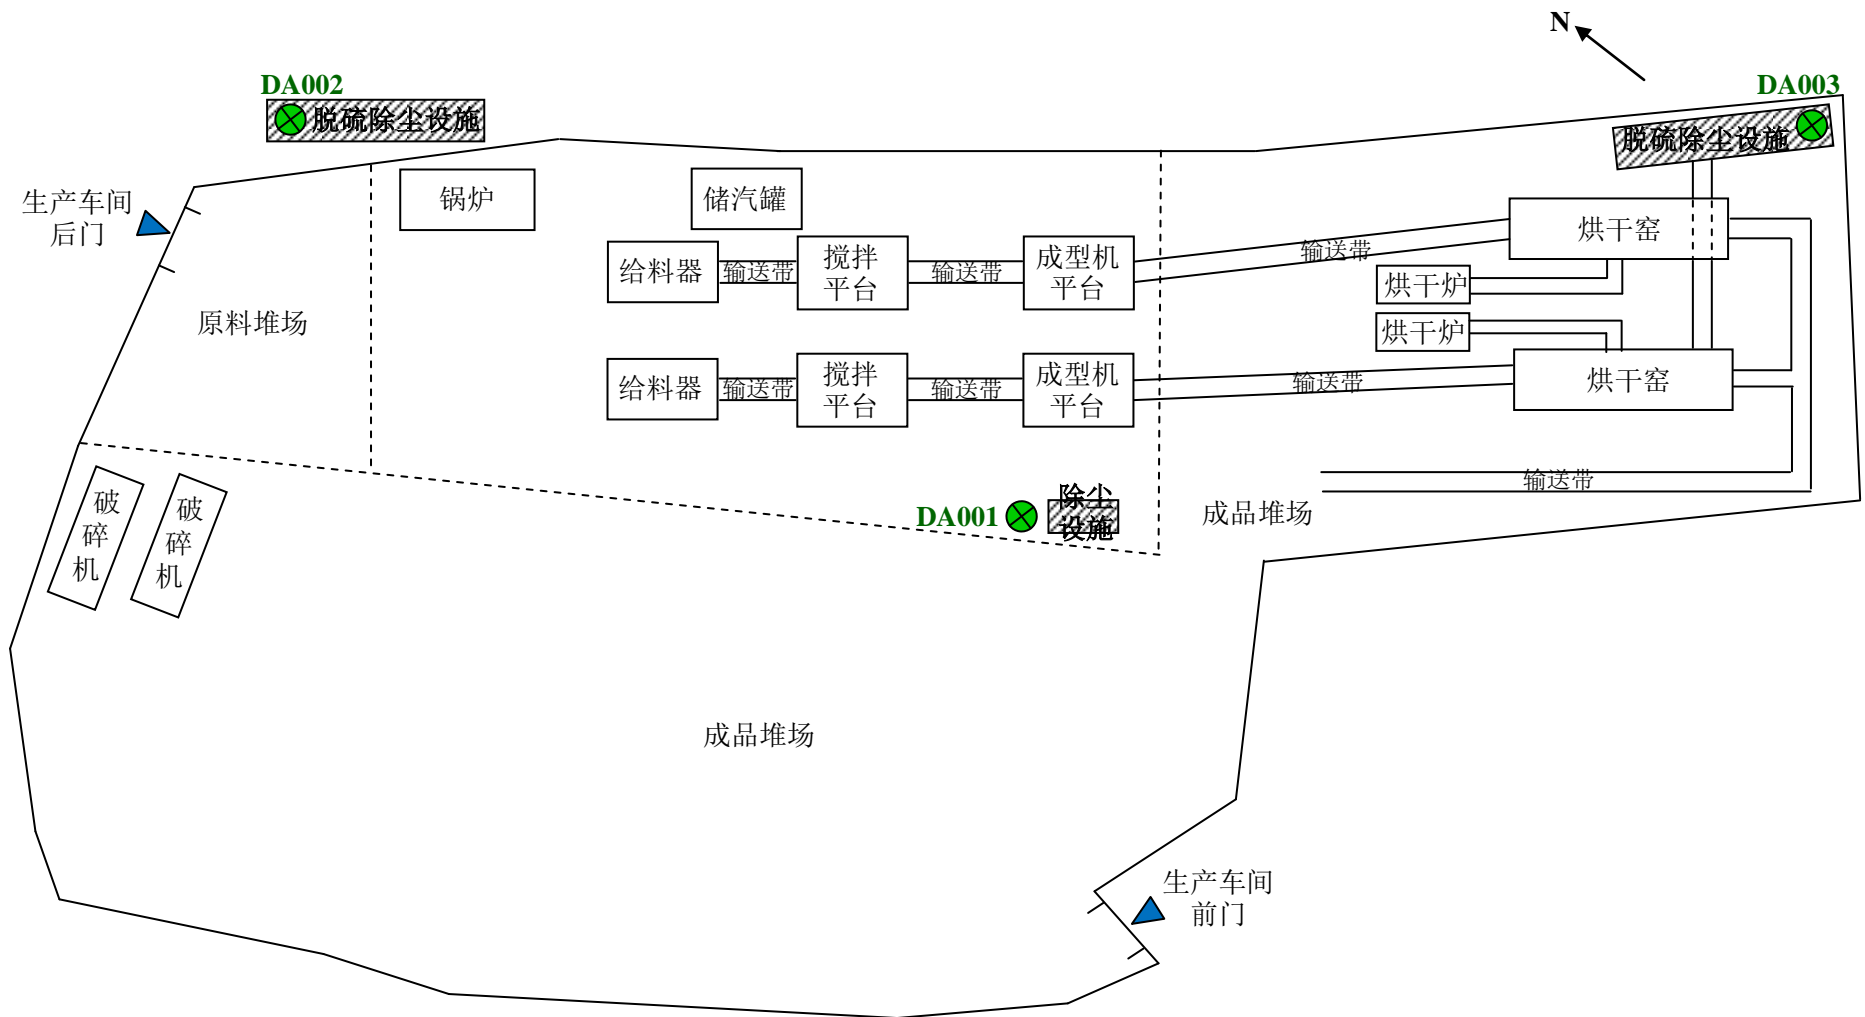 N
DA002
DA003
脱硫除尘设施
脱硫除尘设施
生产车间
后门
锅炉
储汽罐
烘干窑
给料器
输送带
搅拌
平台
输送带
成型机
平台
输送带
烘干炉
原料堆场
烘干炉
给料器
输送带
搅拌
平台
输送带
成型机
平台
输送带
烘干窑
破
碎
机
破
碎
机
输送带
除尘
设施
DA001
成品堆场
成品堆场
生产车间
前门